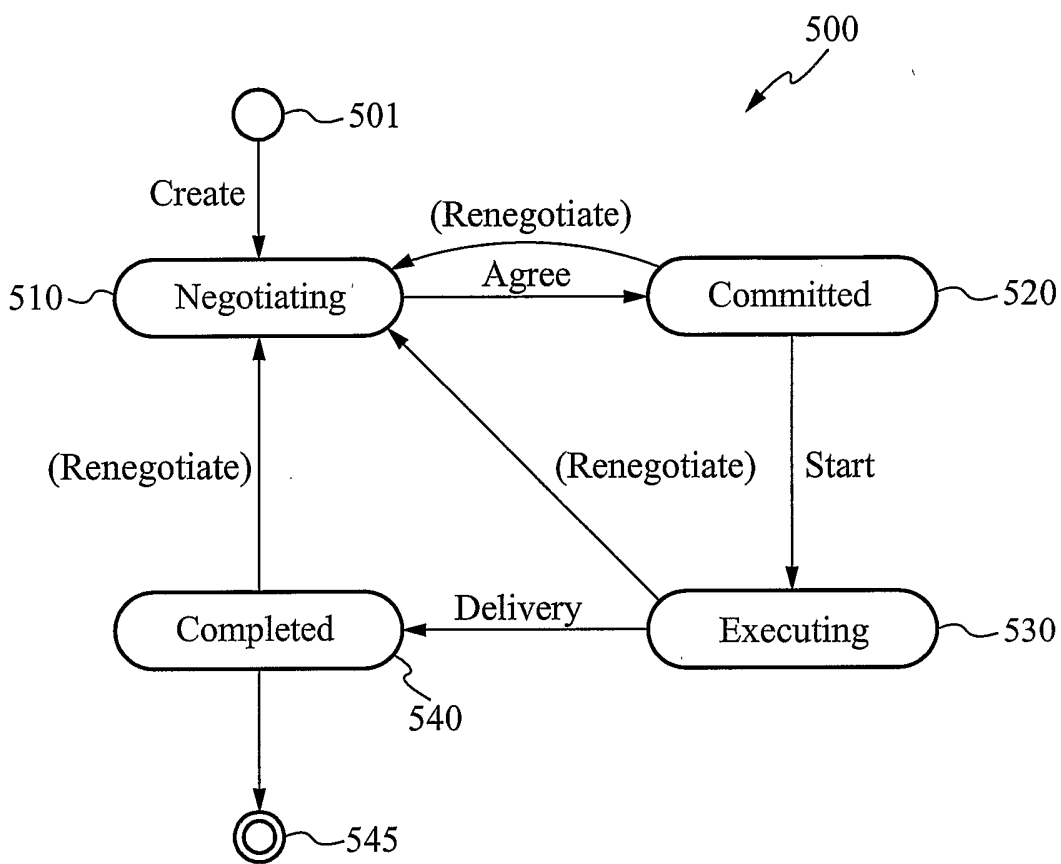 500
501
Create
(Renegotiate)
Agree
510
Negotiating
Committed
520
(Renegotiate)
(Renegotiate)
Start
Delivery
Completed
Executing
530
540
545